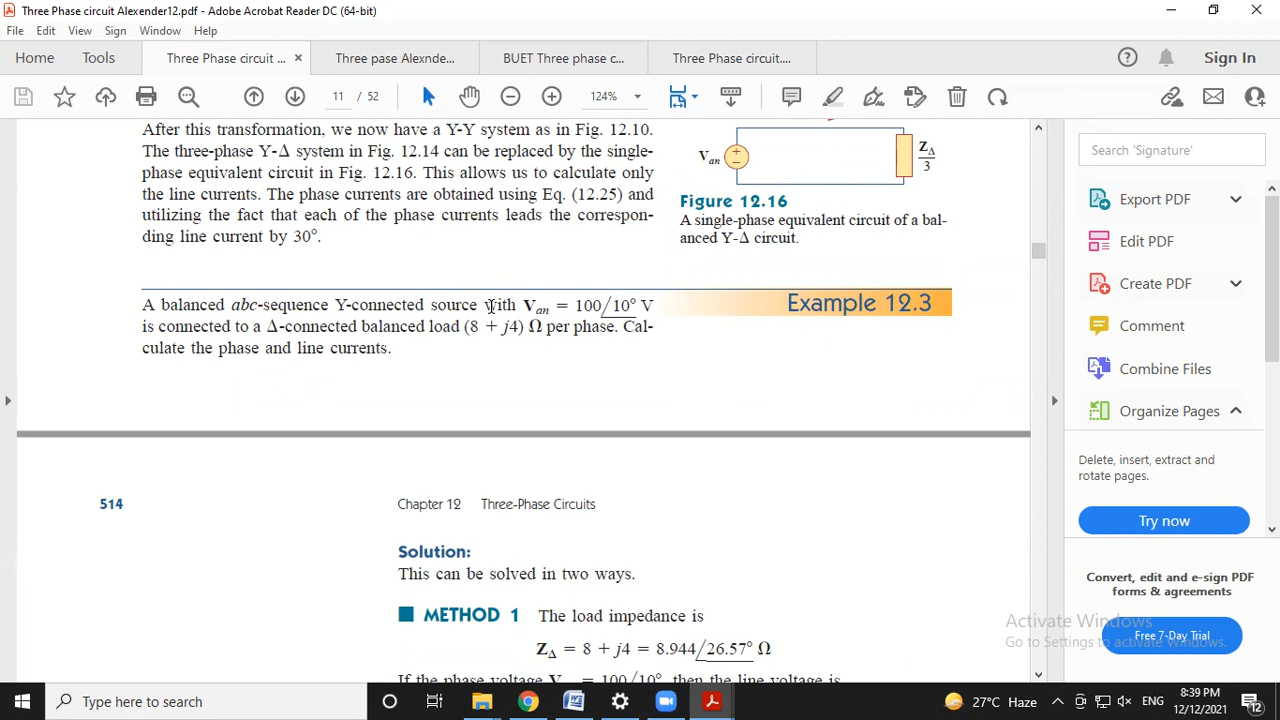 Three Phase circuit Alexender12.pdf - Adobe Acrobat Reader DC (64-bit)
File Edit View Sign Window Help
Home Tools Three Phase circuit ... × Three pase Alexnde... BUET Three phase c... Three Phase circuit.... Sign In
11 / 52 124%
After this transformation, we now have a Y-Y system as in Fig. 12.10.
The three-phase Y-Δ system in Fig. 12.14 can be replaced by the single-
phase equivalent circuit in Fig. 12.16. This allows us to calculate only
the line currents. The phase currents are obtained using Eq. (12.25) and
utilizing the fact that each of the phase currents leads the correspon-
ding line current by 30°.
Van + − ZΔ/3
Figure 12.16
A single-phase equivalent circuit of a bal-
anced Y-Δ circuit.
Example 12.3
A balanced abc-sequence Y-connected source with Van = 100/10° V
is connected to a Δ-connected balanced load (8 + j4) Ω per phase. Cal-
culate the phase and line currents.
514 Chapter 12 Three-Phase Circuits
Solution:
This can be solved in two ways.
METHOD 1 The load impedance is
ZΔ = 8 + j4 = 8.944/26.57° Ω
If the phase voltage V = 100/10°, then the line voltage is
Search 'Signature'
Export PDF
Edit PDF
Create PDF
Comment
Combine Files
Organize Pages
Delete, insert, extract and
rotate pages.
Try now
Convert, edit and e-sign PDF
forms & agreements
Free 7-Day Trial
Activate Windows
Go to Settings to activate Windows.
Type here to search
27°C Haze ENG 8:39 PM
12/12/2021 12